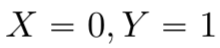 X = 0, Y = 1